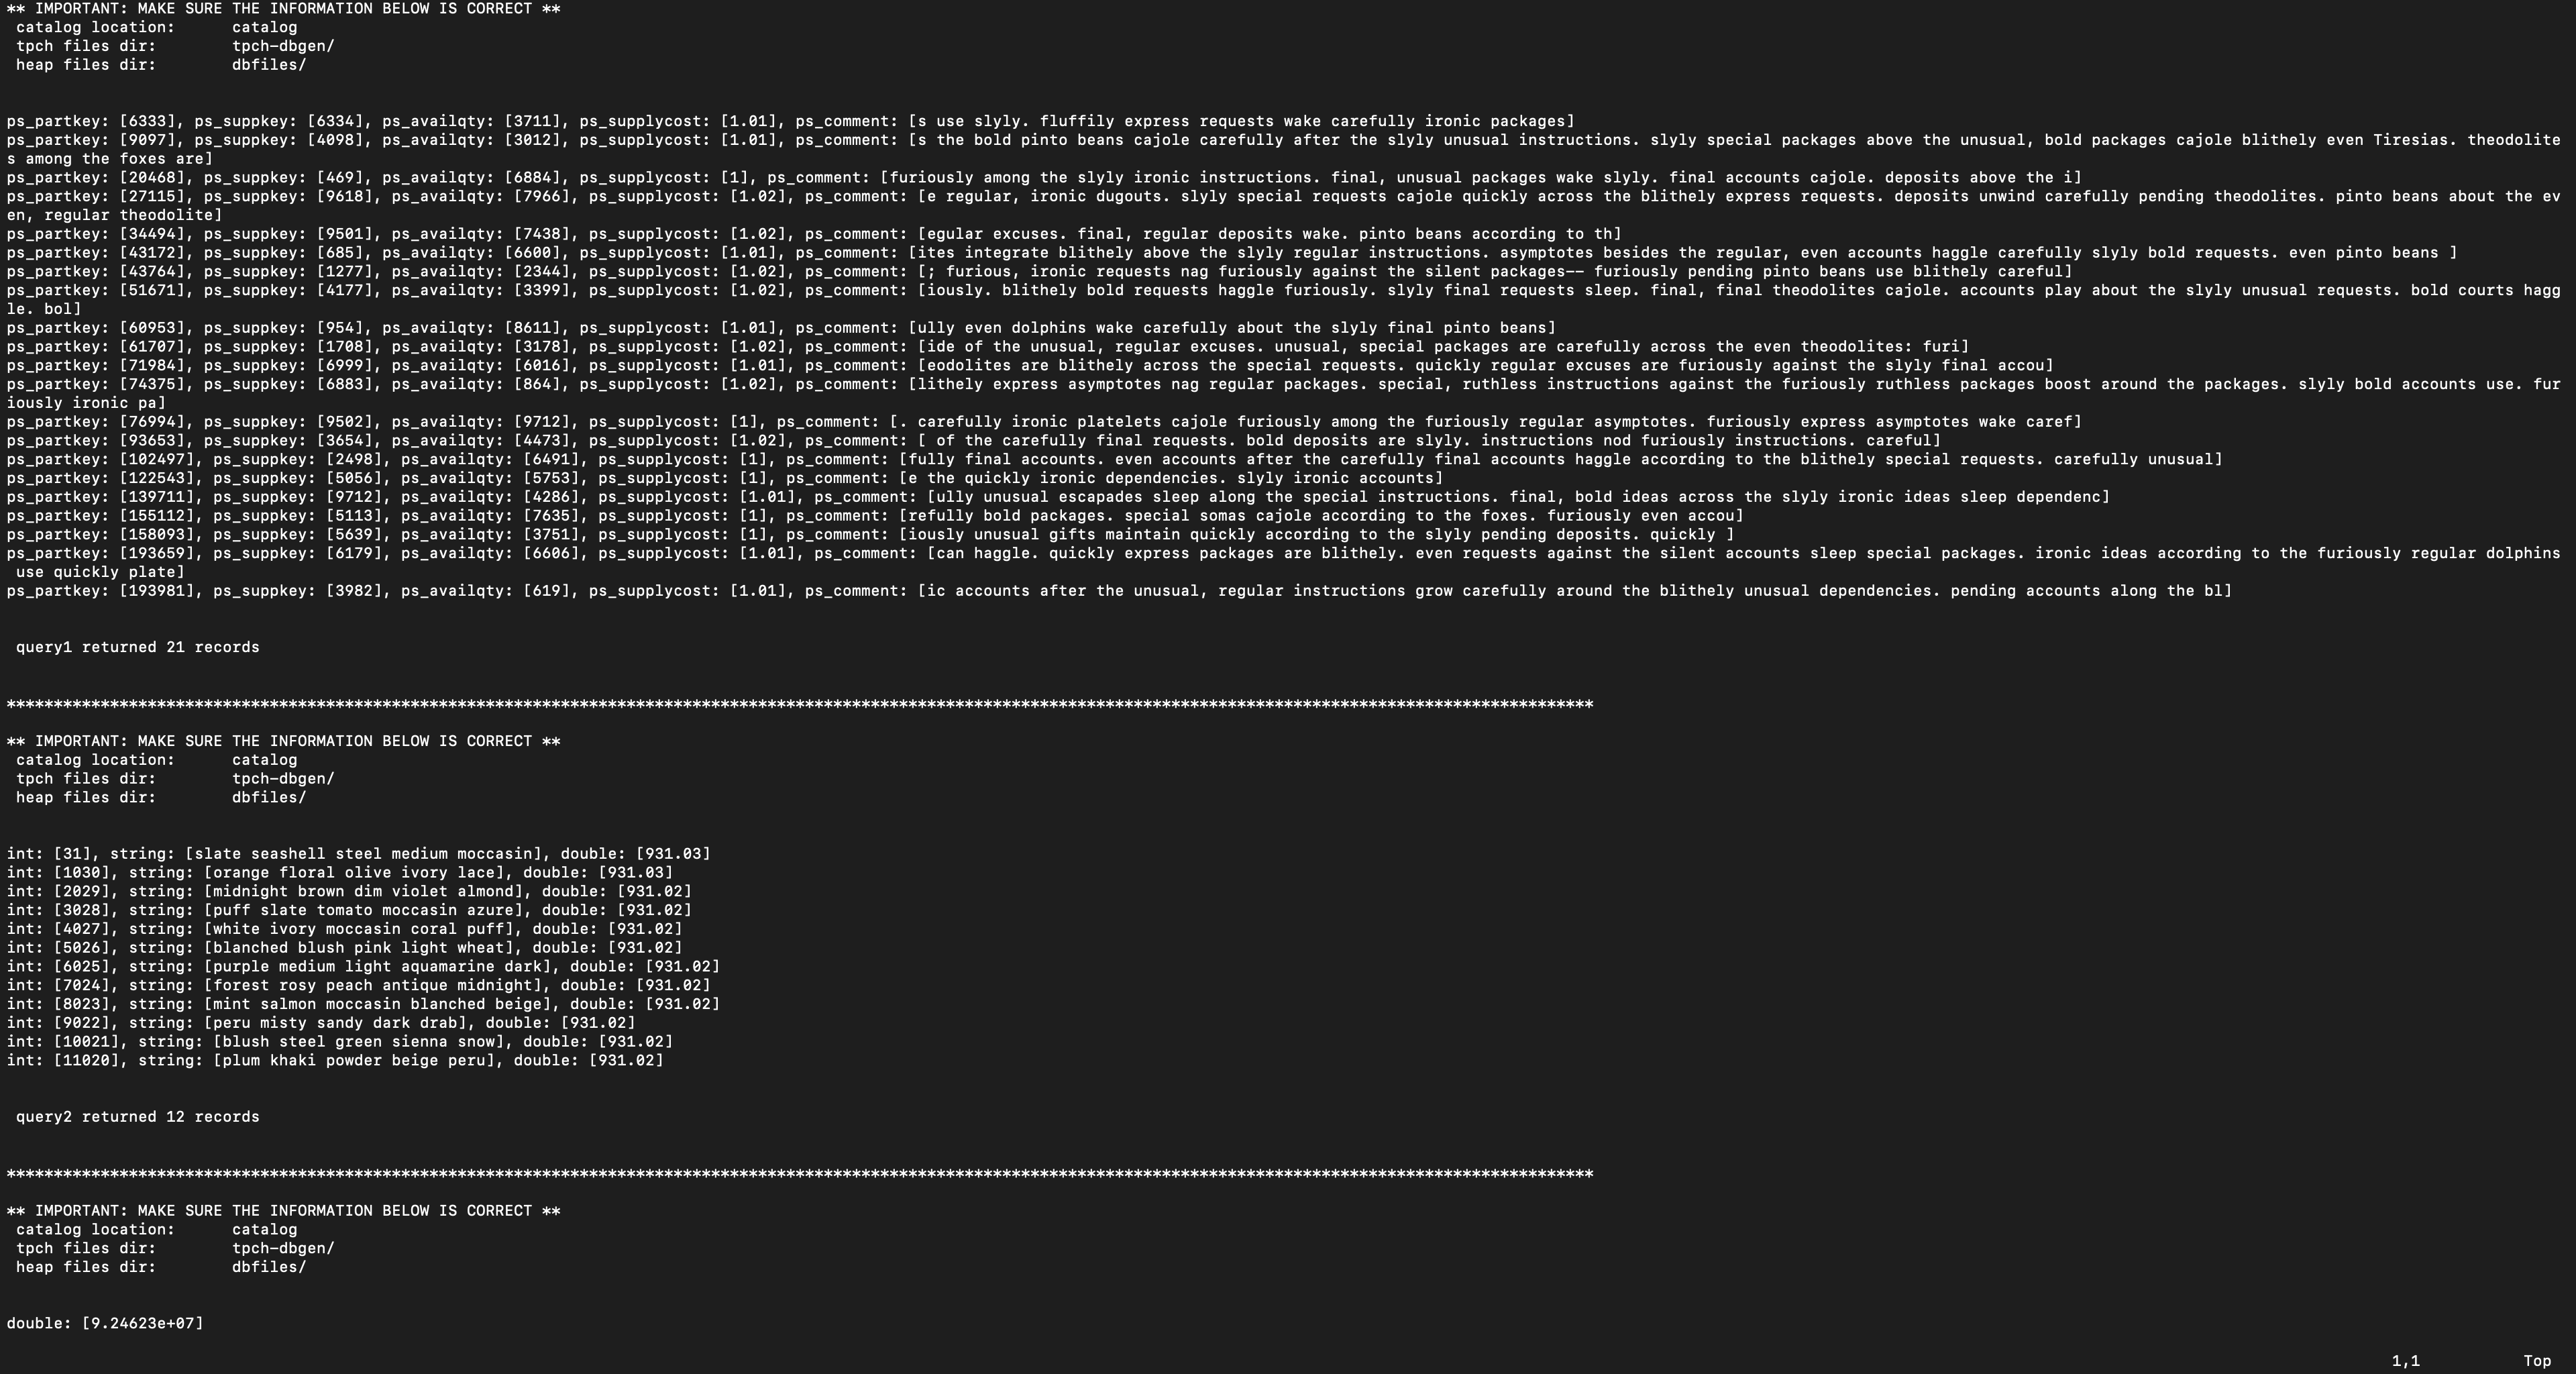 ** IMPORTANT: MAKE SURE THE INFORMATION BELOW IS CORRECT **
 catalog location:      catalog
 tpch files dir:        tpch-dbgen/
 heap files dir:        dbfiles/
ps_partkey: [6333], ps_suppkey: [6334], ps_availqty: [3711], ps_supplycost: [1.01], ps_comment: [s use slyly. fluffily express requests wake carefully ironic packages]
ps_partkey: [9097], ps_suppkey: [4098], ps_availqty: [3012], ps_supplycost: [1.01], ps_comment: [s the bold pinto beans cajole carefully after the slyly unusual instructions. slyly special packages above the unusual, bold packages cajole blithely even Tiresias. theodolite
s among the foxes are]
ps_partkey: [20468], ps_suppkey: [469], ps_availqty: [6884], ps_supplycost: [1], ps_comment: [furiously among the slyly ironic instructions. final, unusual packages wake slyly. final accounts cajole. deposits above the i]
ps_partkey: [27115], ps_suppkey: [9618], ps_availqty: [7966], ps_supplycost: [1.02], ps_comment: [e regular, ironic dugouts. slyly special requests cajole quickly across the blithely express requests. deposits unwind carefully pending theodolites. pinto beans about the ev
en, regular theodolite]
ps_partkey: [34494], ps_suppkey: [9501], ps_availqty: [7438], ps_supplycost: [1.02], ps_comment: [egular excuses. final, regular deposits wake. pinto beans according to th]
ps_partkey: [43172], ps_suppkey: [685], ps_availqty: [6600], ps_supplycost: [1.01], ps_comment: [ites integrate blithely above the slyly regular instructions. asymptotes besides the regular, even accounts haggle carefully slyly bold requests. even pinto beans ]
ps_partkey: [43764], ps_suppkey: [1277], ps_availqty: [2344], ps_supplycost: [1.02], ps_comment: [; furious, ironic requests nag furiously against the silent packages-- furiously pending pinto beans use blithely careful]
ps_partkey: [51671], ps_suppkey: [4177], ps_availqty: [3399], ps_supplycost: [1.02], ps_comment: [iously. blithely bold requests haggle furiously. slyly final requests sleep. final, final theodolites cajole. accounts play about the slyly unusual requests. bold courts hagg
le. bol]
ps_partkey: [60953], ps_suppkey: [954], ps_availqty: [8611], ps_supplycost: [1.01], ps_comment: [ully even dolphins wake carefully about the slyly final pinto beans]
ps_partkey: [61707], ps_suppkey: [1708], ps_availqty: [3178], ps_supplycost: [1.02], ps_comment: [ide of the unusual, regular excuses. unusual, special packages are carefully across the even theodolites: furi]
ps_partkey: [71984], ps_suppkey: [6999], ps_availqty: [6016], ps_supplycost: [1.01], ps_comment: [eodolites are blithely across the special requests. quickly regular excuses are furiously against the slyly final accou]
ps_partkey: [74375], ps_suppkey: [6883], ps_availqty: [864], ps_supplycost: [1.02], ps_comment: [lithely express asymptotes nag regular packages. special, ruthless instructions against the furiously ruthless packages boost around the packages. slyly bold accounts use. fur
iously ironic pa]
ps_partkey: [76994], ps_suppkey: [9502], ps_availqty: [9712], ps_supplycost: [1], ps_comment: [. carefully ironic platelets cajole furiously among the furiously regular asymptotes. furiously express asymptotes wake caref]
ps_partkey: [93653], ps_suppkey: [3654], ps_availqty: [4473], ps_supplycost: [1.02], ps_comment: [ of the carefully final requests. bold deposits are slyly. instructions nod furiously instructions. careful]
ps_partkey: [102497], ps_suppkey: [2498], ps_availqty: [6491], ps_supplycost: [1], ps_comment: [fully final accounts. even accounts after the carefully final accounts haggle according to the blithely special requests. carefully unusual]
ps_partkey: [122543], ps_suppkey: [5056], ps_availqty: [5753], ps_supplycost: [1], ps_comment: [e the quickly ironic dependencies. slyly ironic accounts]
ps_partkey: [139711], ps_suppkey: [9712], ps_availqty: [4286], ps_supplycost: [1.01], ps_comment: [ully unusual escapades sleep along the special instructions. final, bold ideas across the slyly ironic ideas sleep dependenc]
ps_partkey: [155112], ps_suppkey: [5113], ps_availqty: [7635], ps_supplycost: [1], ps_comment: [refully bold packages. special somas cajole according to the foxes. furiously even accou]
ps_partkey: [158093], ps_suppkey: [5639], ps_availqty: [3751], ps_supplycost: [1], ps_comment: [iously unusual gifts maintain quickly according to the slyly pending deposits. quickly ]
ps_partkey: [193659], ps_suppkey: [6179], ps_availqty: [6606], ps_supplycost: [1.01], ps_comment: [can haggle. quickly express packages are blithely. even requests against the silent accounts sleep special packages. ironic ideas according to the furiously regular dolphins
 use quickly plate]
ps_partkey: [193981], ps_suppkey: [3982], ps_availqty: [619], ps_supplycost: [1.01], ps_comment: [ic accounts after the unusual, regular instructions grow carefully around the blithely unusual dependencies. pending accounts along the bl]
 query1 returned 21 records
*************************************************************************************************************************************************************************
** IMPORTANT: MAKE SURE THE INFORMATION BELOW IS CORRECT **
 catalog location:      catalog
 tpch files dir:        tpch-dbgen/
 heap files dir:        dbfiles/
int: [31], string: [slate seashell steel medium moccasin], double: [931.03]
int: [1030], string: [orange floral olive ivory lace], double: [931.03]
int: [2029], string: [midnight brown dim violet almond], double: [931.02]
int: [3028], string: [puff slate tomato moccasin azure], double: [931.02]
int: [4027], string: [white ivory moccasin coral puff], double: [931.02]
int: [5026], string: [blanched blush pink light wheat], double: [931.02]
int: [6025], string: [purple medium light aquamarine dark], double: [931.02]
int: [7024], string: [forest rosy peach antique midnight], double: [931.02]
int: [8023], string: [mint salmon moccasin blanched beige], double: [931.02]
int: [9022], string: [peru misty sandy dark drab], double: [931.02]
int: [10021], string: [blush steel green sienna snow], double: [931.02]
int: [11020], string: [plum khaki powder beige peru], double: [931.02]
 query2 returned 12 records
*************************************************************************************************************************************************************************
** IMPORTANT: MAKE SURE THE INFORMATION BELOW IS CORRECT **
 catalog location:      catalog
 tpch files dir:        tpch-dbgen/
 heap files dir:        dbfiles/
double: [9.24623e+07]
1,1           Top